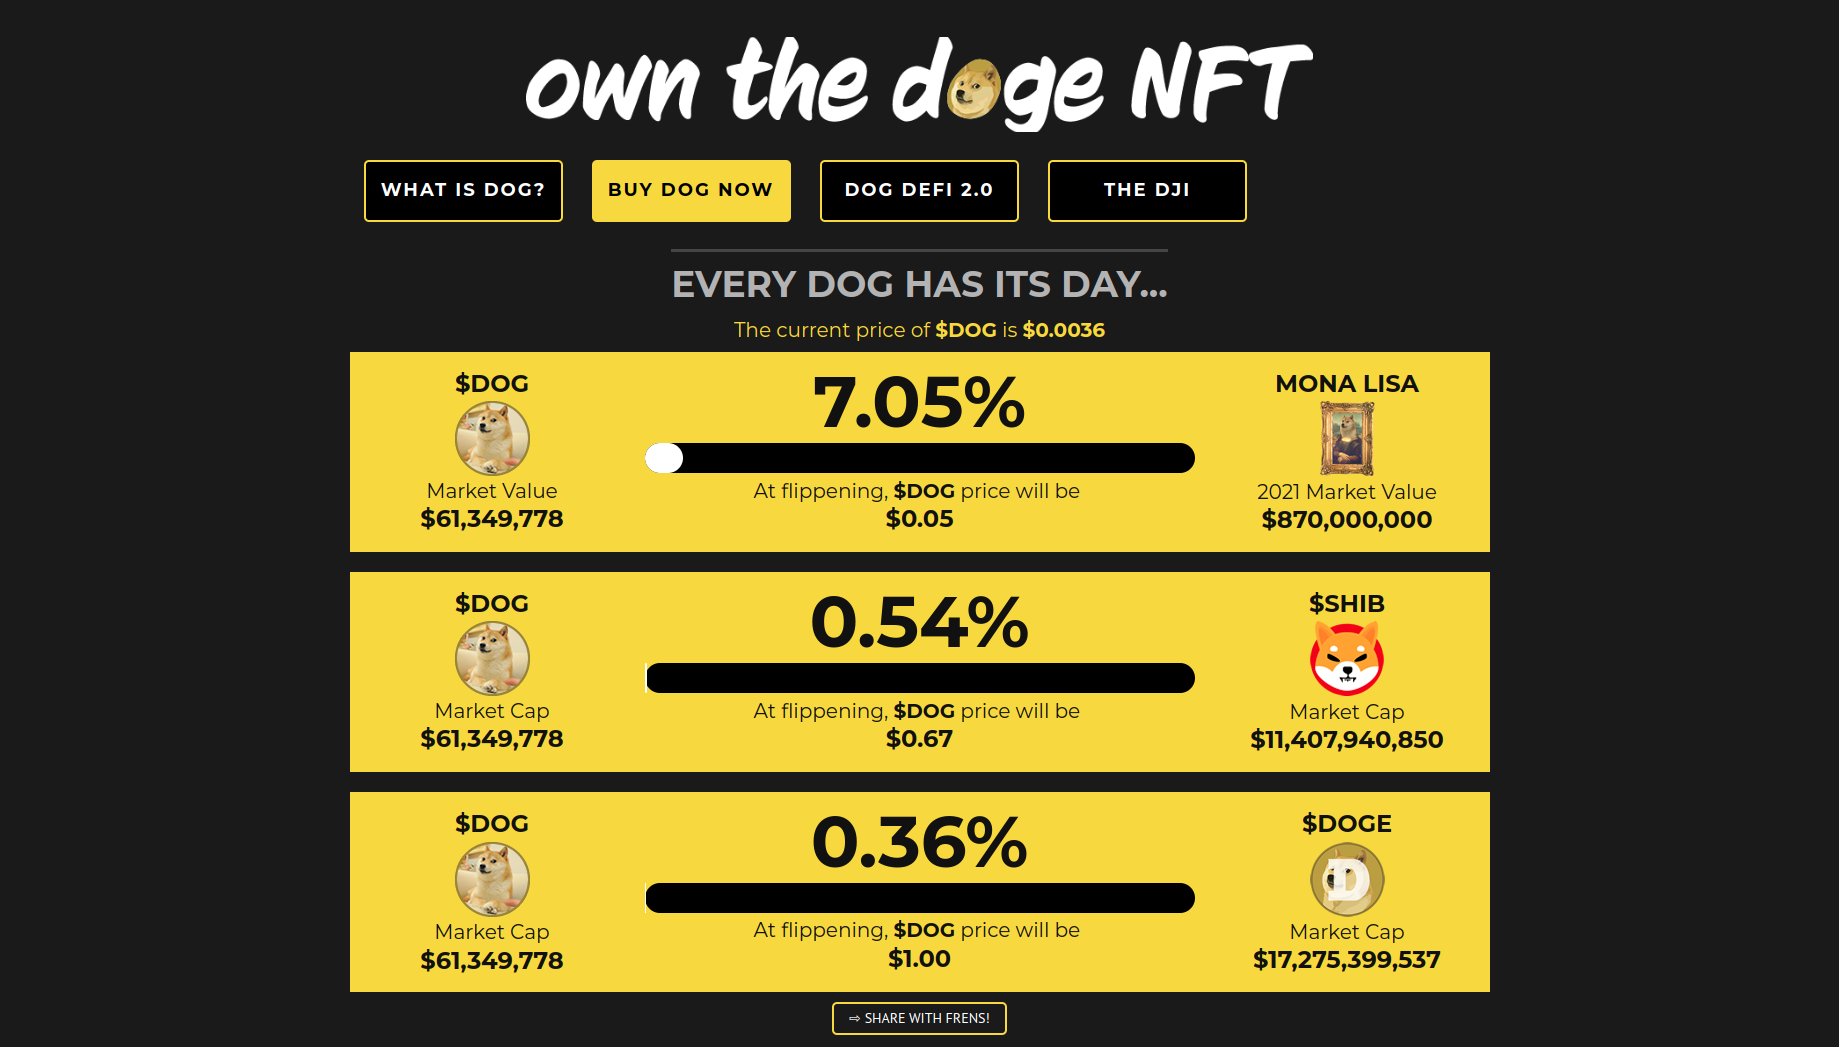 own the doge NFT
WHAT IS DOG?
BUY DOG NOW
DOG DEFI 2.0
THE DJI
EVERY DOG HAS ITS DAY...
The current price of $DOG is $0.0036
$DOG
Market Value
$61,349,778
7.05%
At flippening, $DOG price will be
$0.05
MONA LISA
2021 Market Value
$870,000,000
$DOG
Market Cap
$61,349,778
0.54%
At flippening, $DOG price will be
$0.67
$SHIB
Market Cap
$11,407,940,850
$DOG
Market Cap
$61,349,778
0.36%
At flippening, $DOG price will be
$1.00
$DOGE
D
Market Cap
$17,275,399,537
⇨ SHARE WITH FRENS!